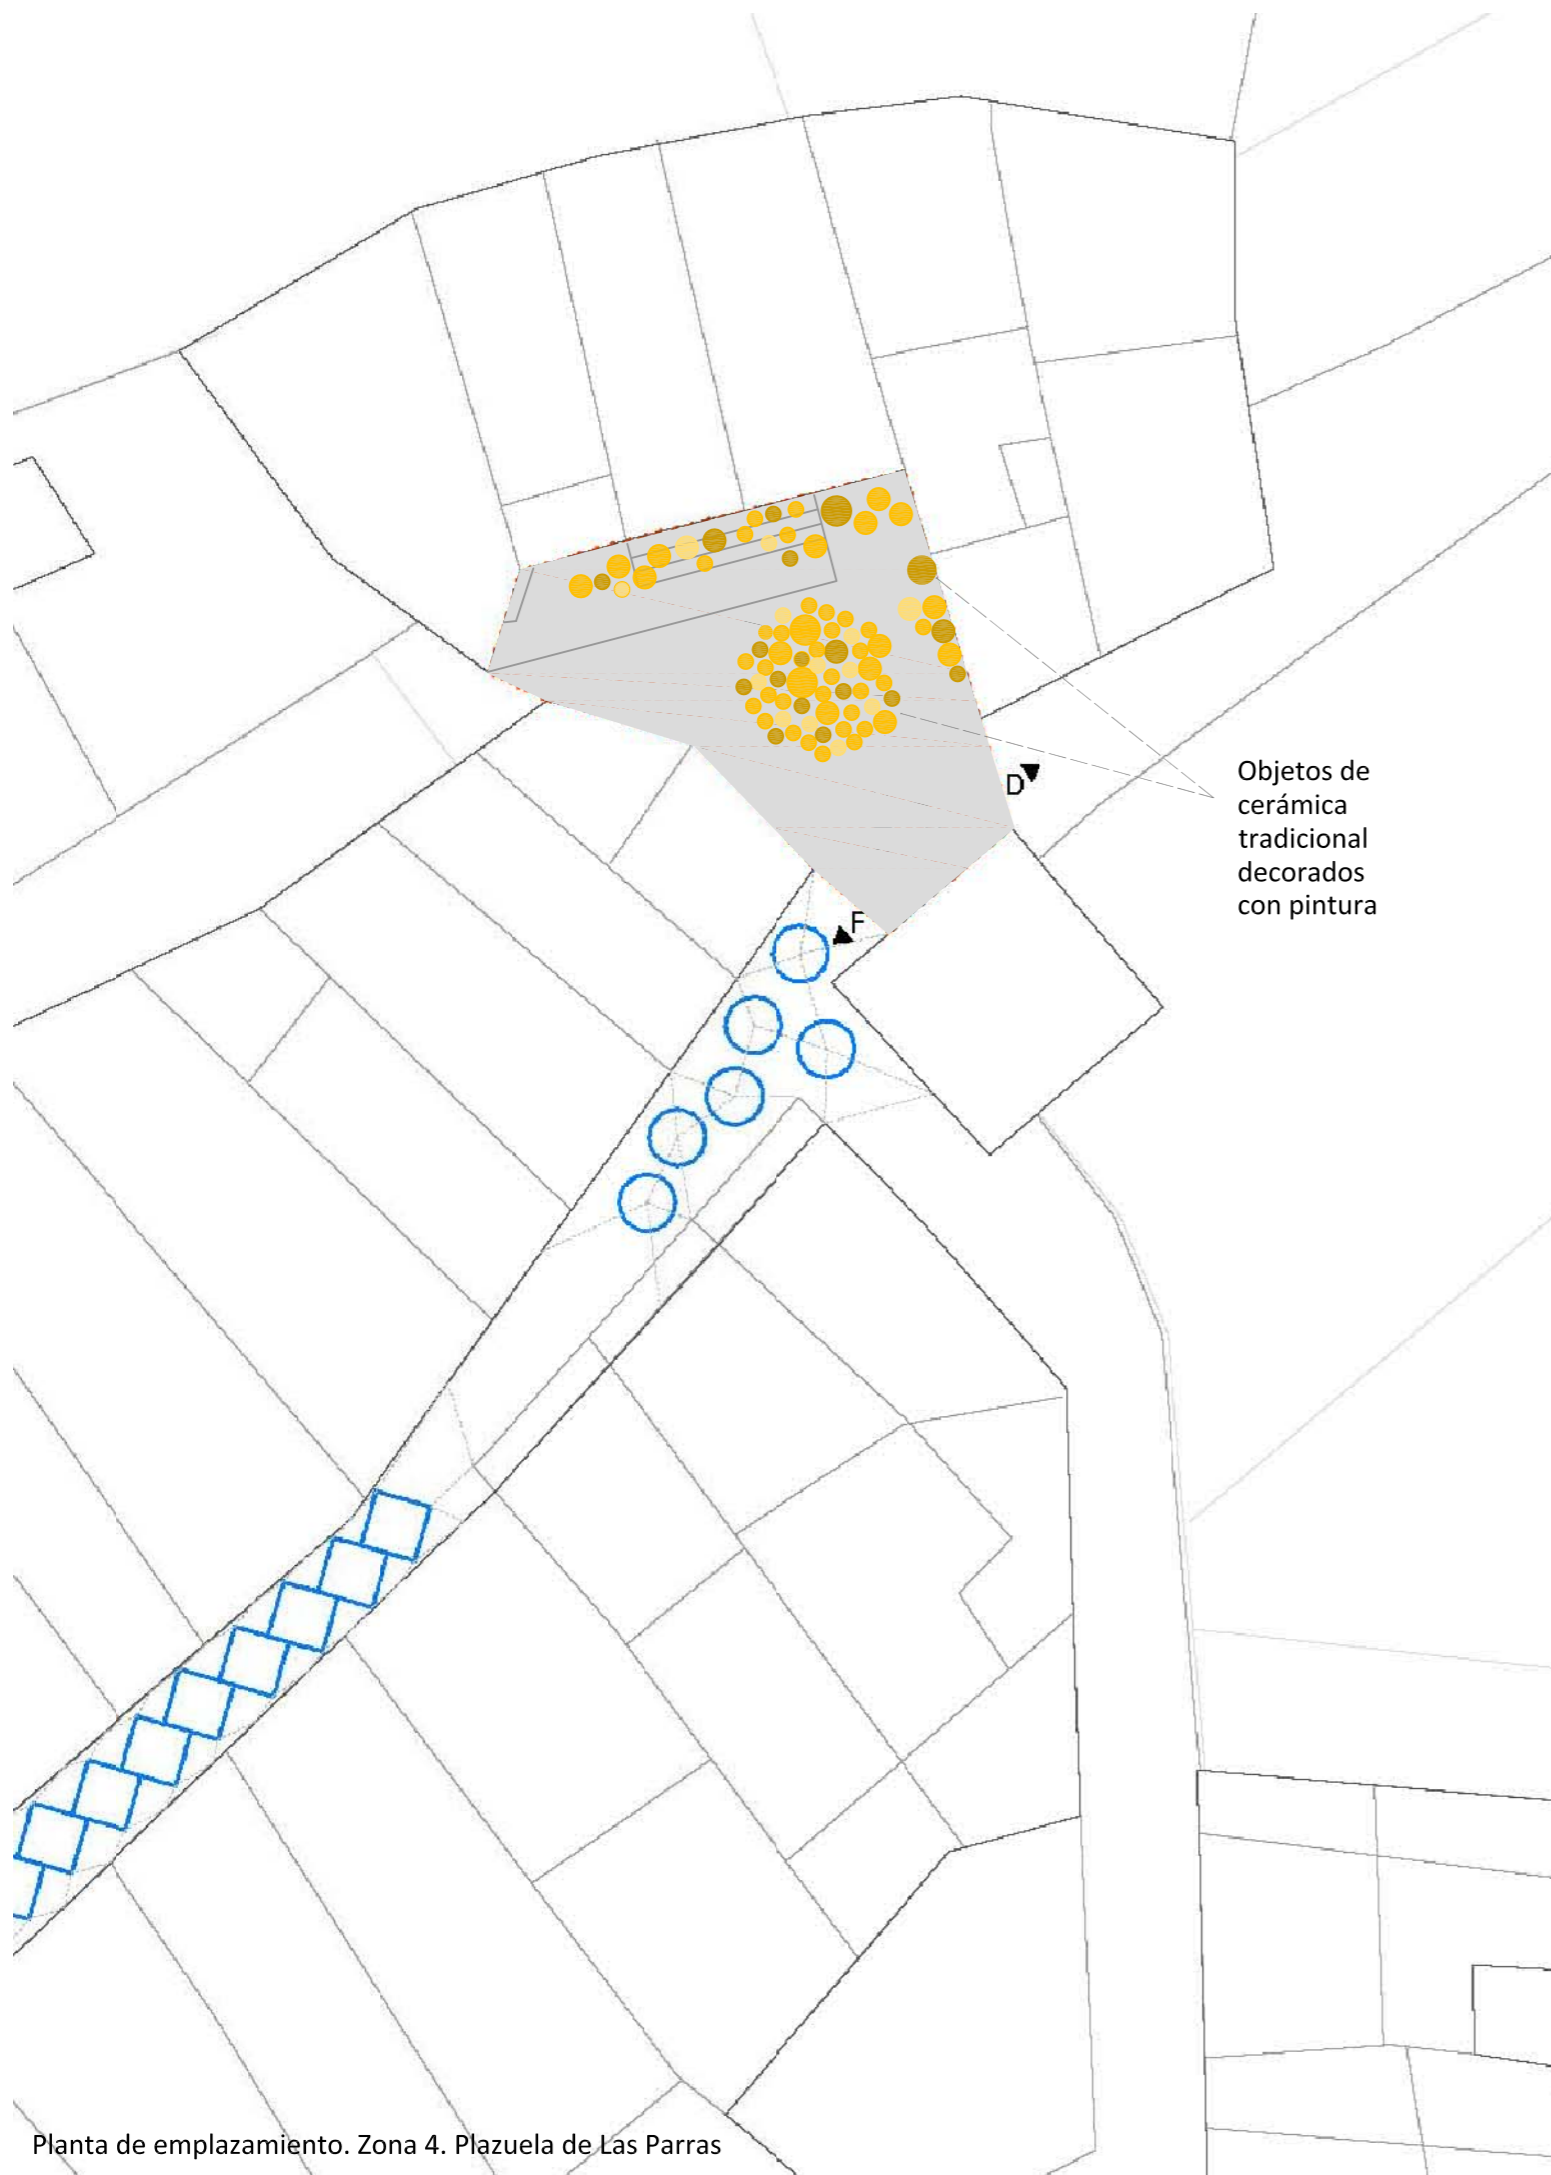 D
Objetos de
cerámica
tradicional
decorados
con pintura
F
Planta de emplazamiento. Zona 4. Plazuela de Las Parras